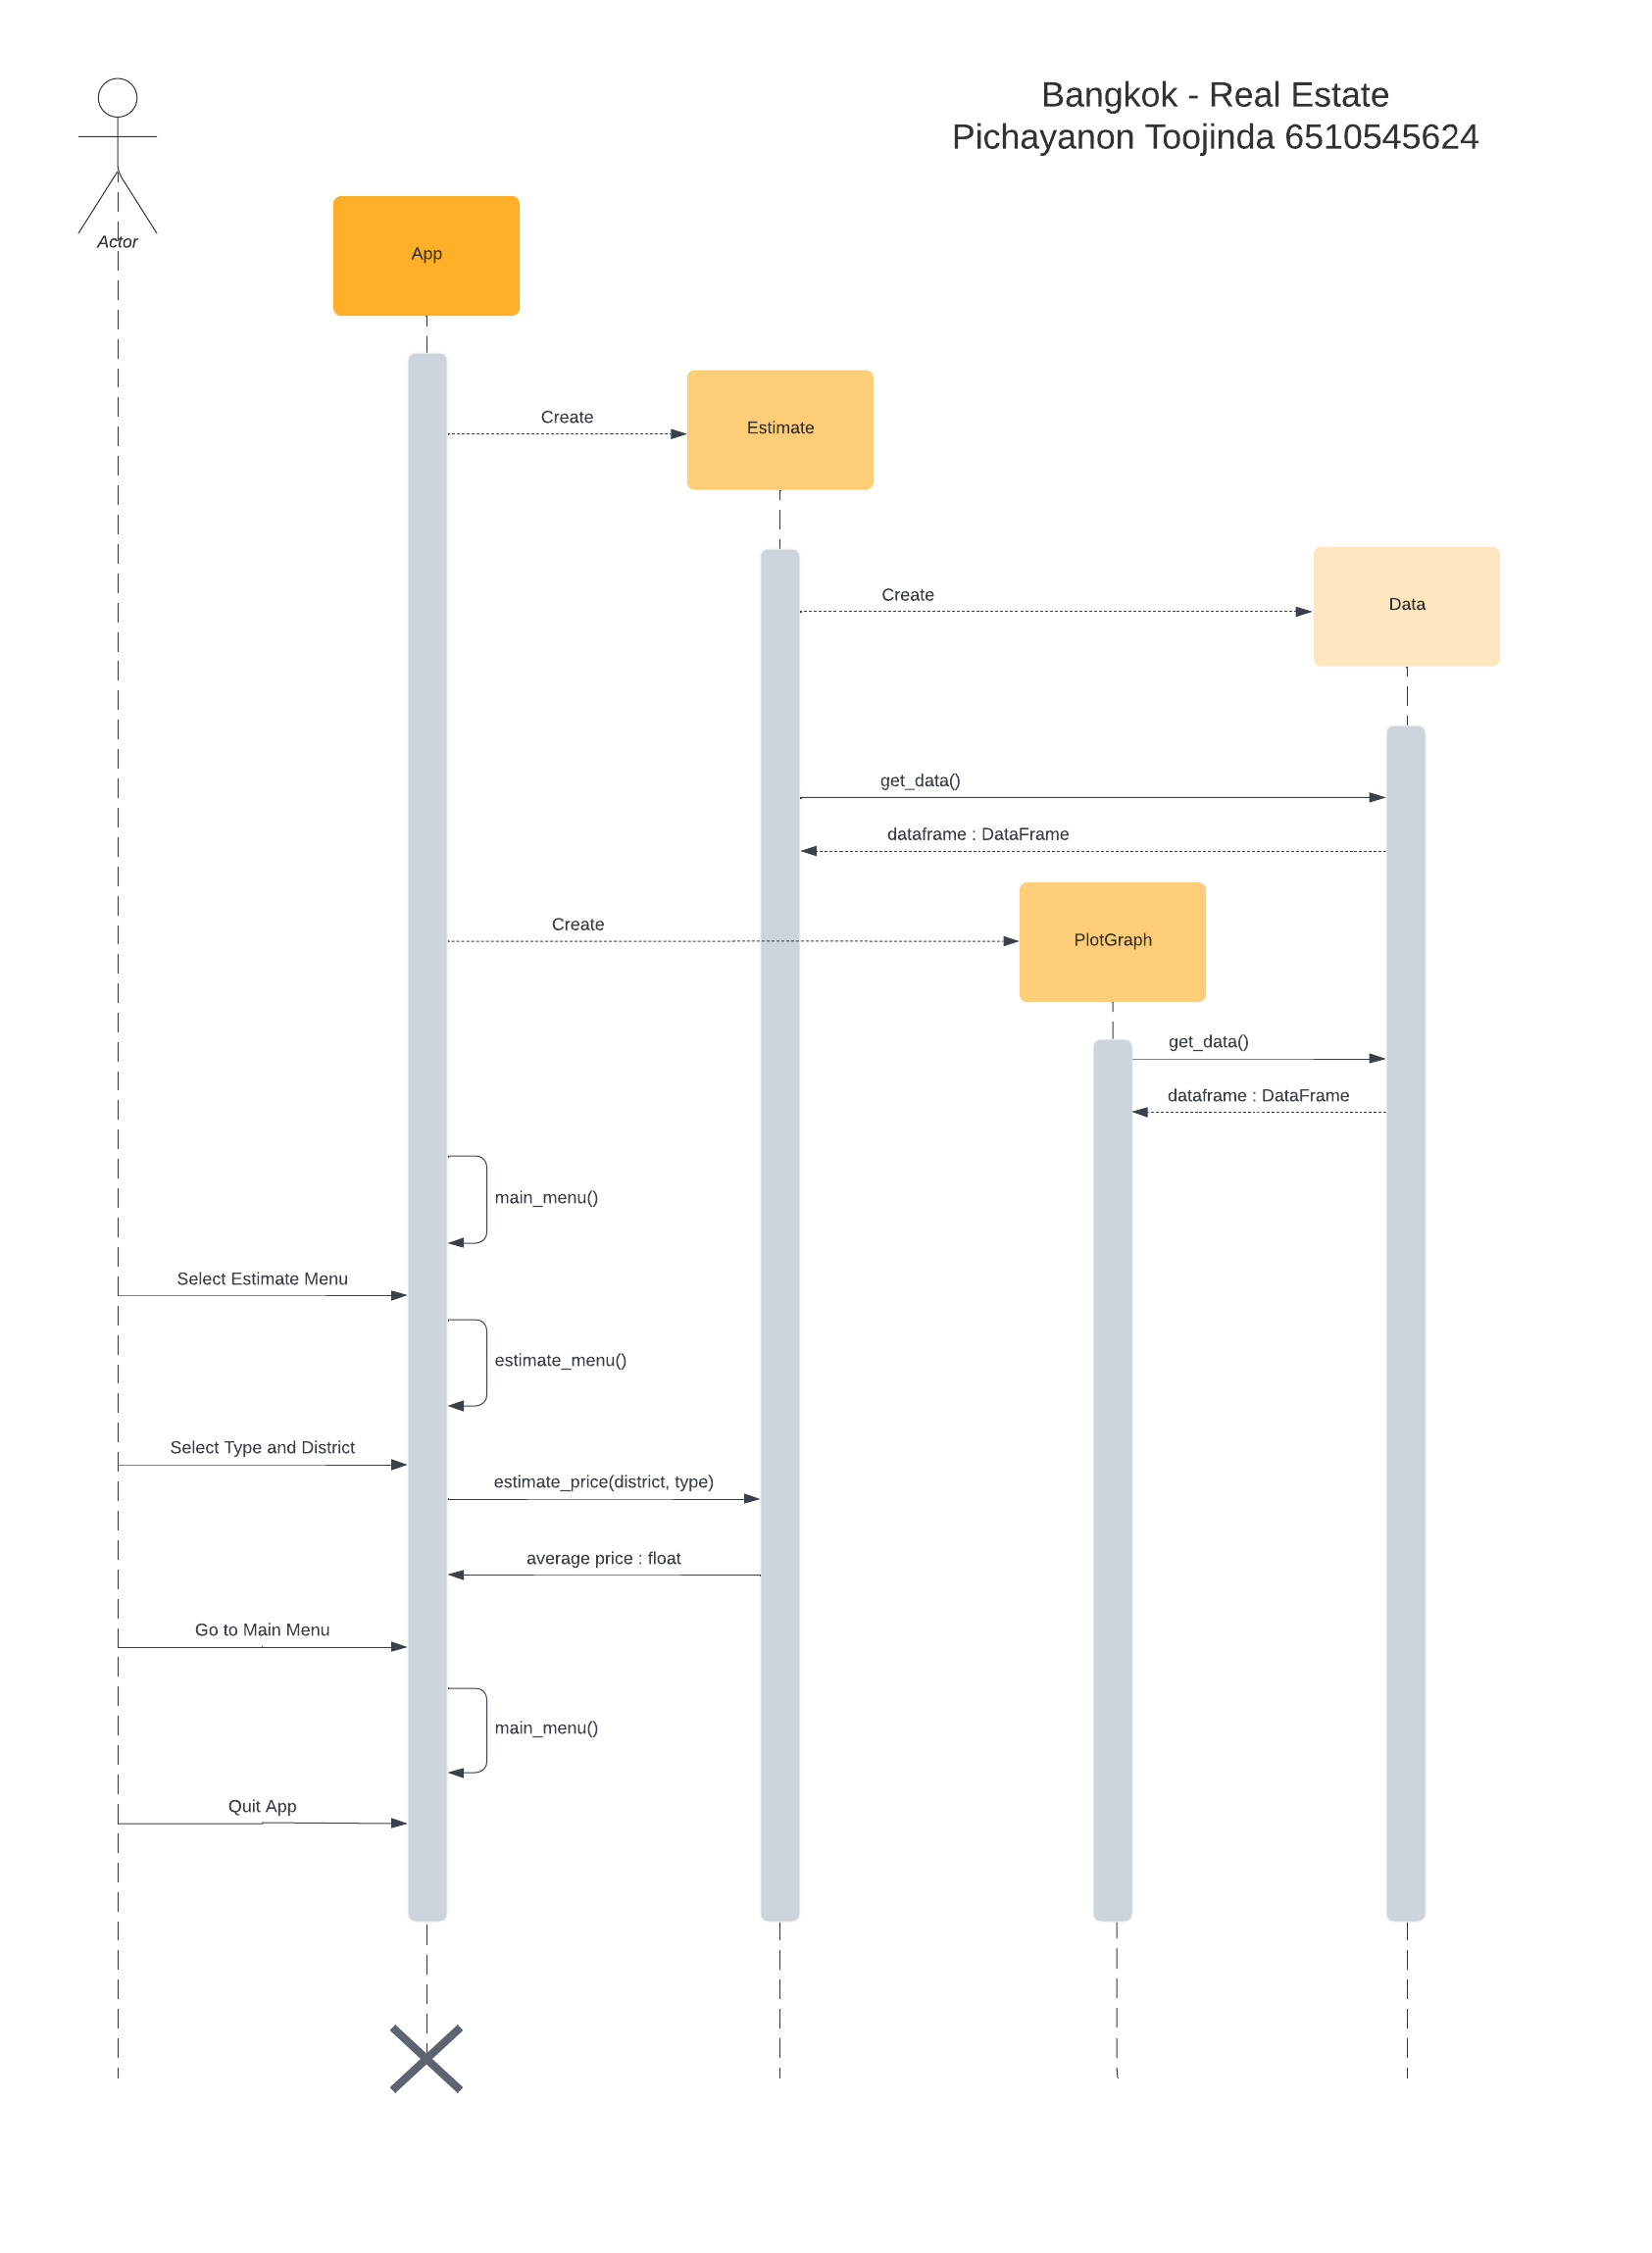 Bangkok - Real Estate
Pichayanon Toojinda 6510545624
Actor
App
Create
Estimate
Create
Data
get_data()
dataframe : DataFrame
Create
PlotGraph
get_data()
dataframe : DataFrame
main_menu()
Select Estimate Menu
estimate_menu()
Select Type and District
estimate_price(district, type)
average price : float
Go to Main Menu
main_menu()
Quit App